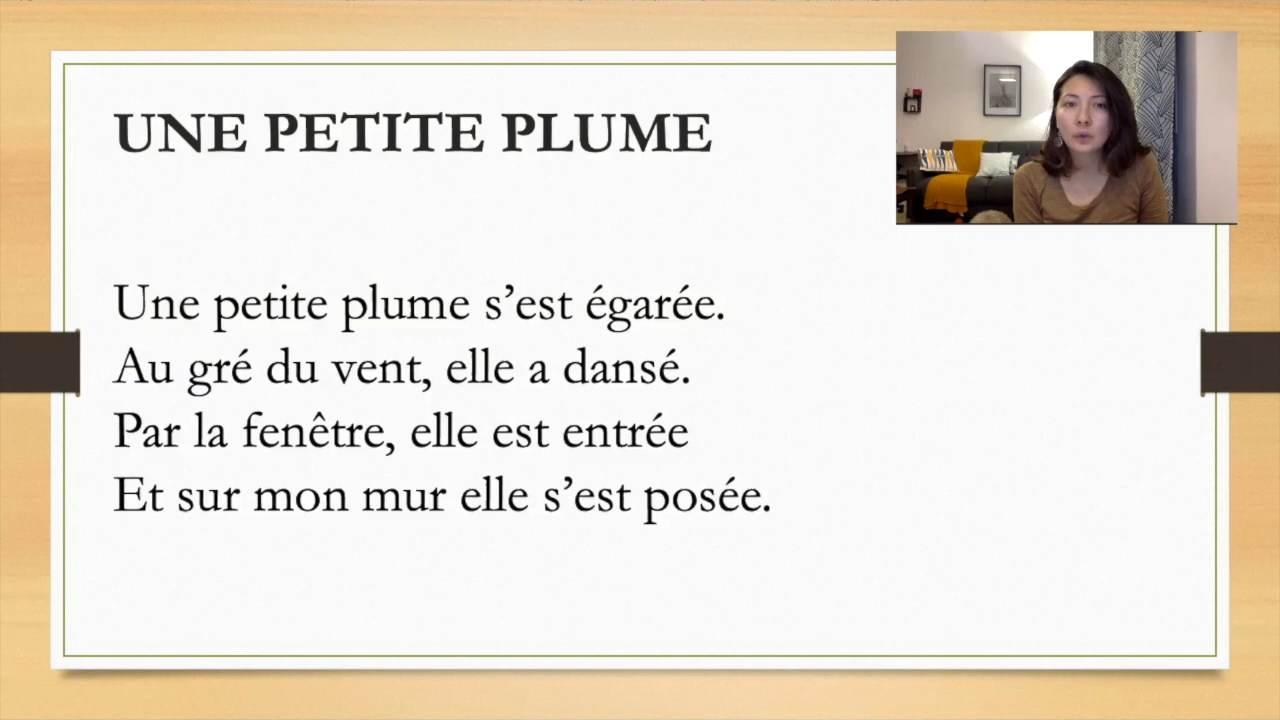 UNE PETITE PLUME
Une petite plume s’est égarée.
Au gré du vent, elle a dansé.
Par la fenêtre, elle est entrée
Et sur mon mur elle s’est posée.